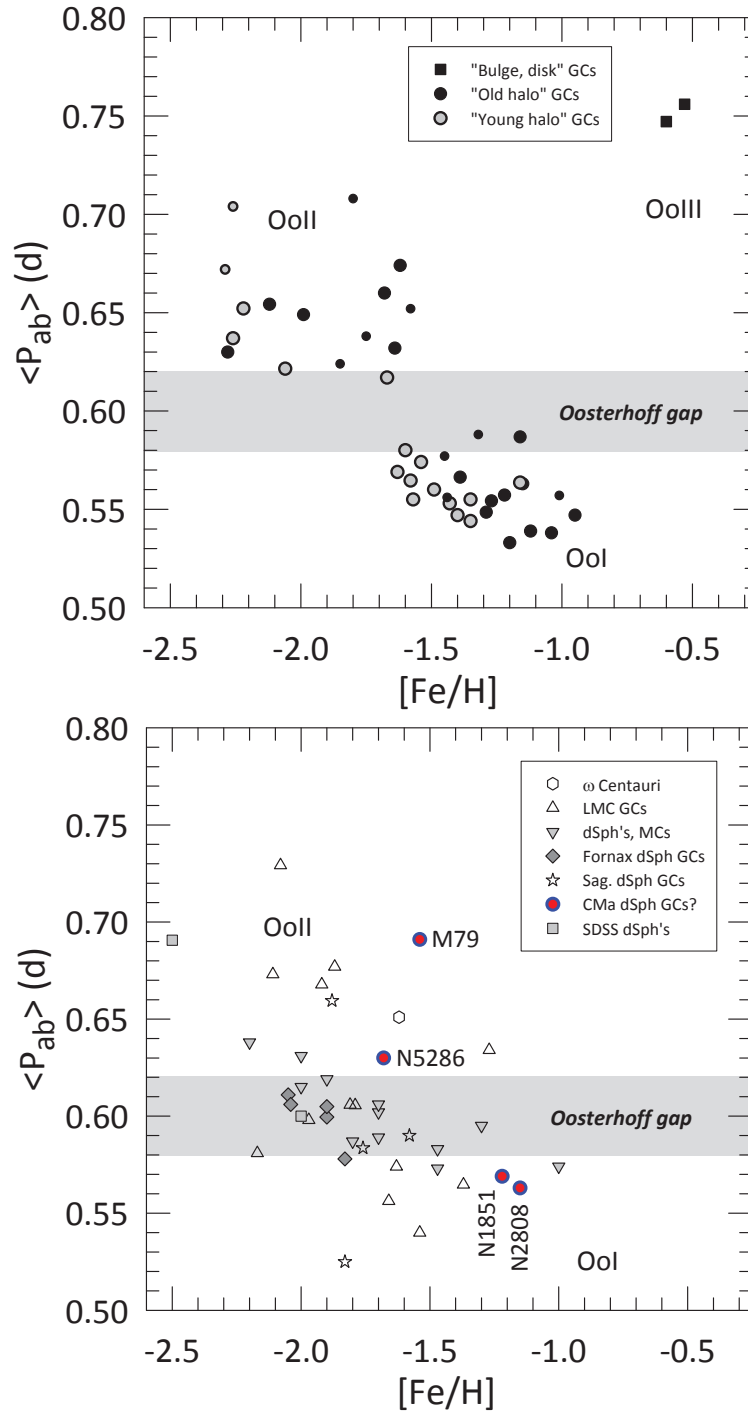 0.80
0.75
0.70
0.65
0.60
0.55
0.50
<P_ab> (d)
"Bulge, disk" GCs
"Old halo" GCs
"Young halo" GCs
OoII
OoIII
Oosterhoff gap
OoI
-2.5 -2.0 -1.5 -1.0 -0.5
[Fe/H]
0.80
0.75
0.70
0.65
0.60
0.55
0.50
<P_ab> (d)
ω Centauri
LMC GCs
dSph's, MCs
Fornax dSph GCs
Sag. dSph GCs
CMa dSph GCs?
SDSS dSph's
OoII
M79
N5286
Oosterhoff gap
N1851
N2808
OoI
-2.5 -2.0 -1.5 -1.0 -0.5
[Fe/H]